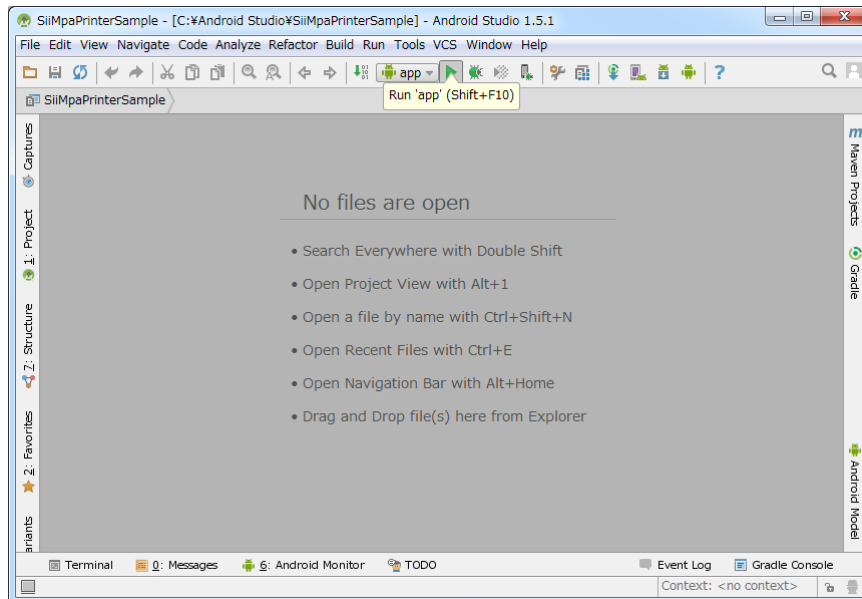 SiiMpaPrinterSample - [C:¥Android Studio¥SiiMpaPrinterSample] - Android Studio 1.5.1
File Edit View Navigate Code Analyze Refactor Build Run Tools VCS Window Help
app
?
Run 'app' (Shift+F10)
SiiMpaPrinterSample
Captures
1: Project
7: Structure
2: Favorites
ariants
No files are open
• Search Everywhere with Double Shift
• Open Project View with Alt+1
• Open a file by name with Ctrl+Shift+N
• Open Recent Files with Ctrl+E
• Open Navigation Bar with Alt+Home
• Drag and Drop file(s) here from Explorer
m Maven Projects
Gradle
Android Model
Terminal 0: Messages 6: Android Monitor TODO Event Log Gradle Console
Context: <no context>